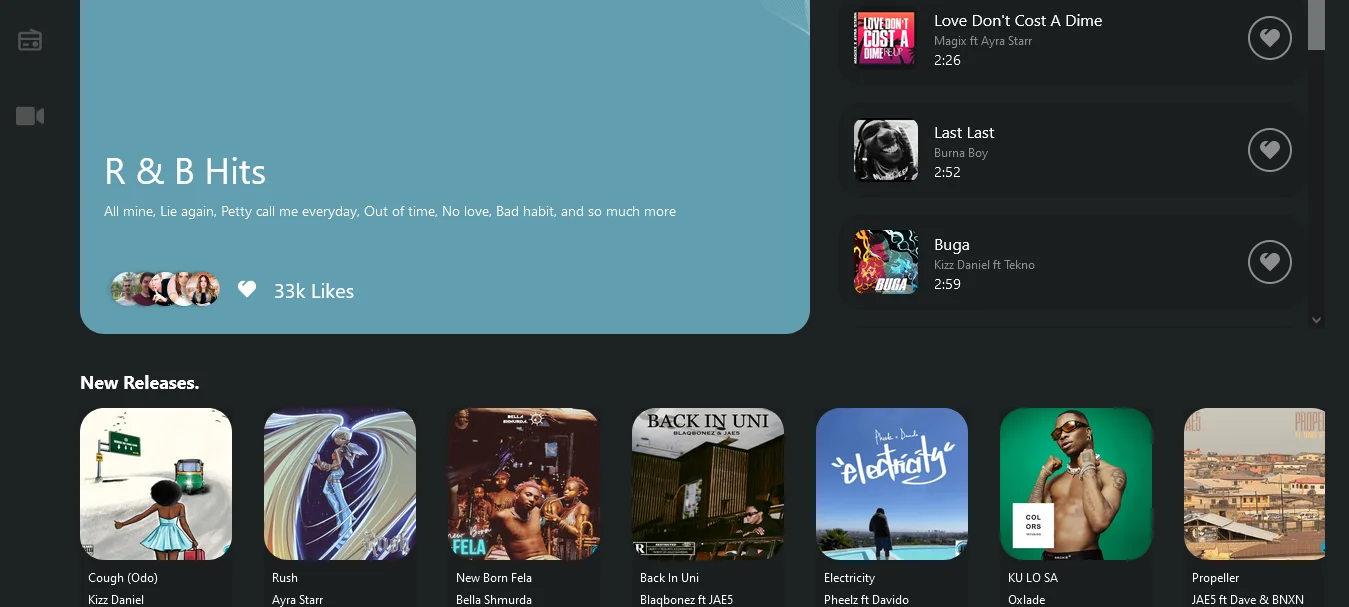 R & B Hits
All mine, Lie again, Petty call me everyday, Out of time, No love, Bad habit, and so much more
33k Likes
LOVE DON'T
COST A
DIME
Love Don't Cost A Dime
Magix ft Ayra Starr
2:26
Last Last
Burna Boy
2:52
BUGA
Buga
Kizz Daniel ft Tekno
2:59
New Releases.
Cough (Odo)
Kizz Daniel
Rush
Rush
Ayra Starr
BELLA
SHMURDA
new Born
FELA
New Born Fela
Bella Shmurda
BACK IN UNI
BLAQBONEZ & JAE5
R
Back In Uni
Blaqbonez ft JAE5
Pheelz + Davido
"electricity"
Electricity
Pheelz ft Davido
COL
ORS
KU LO SA
Oxlade
Propeller
JAE5 ft Dave & BNXN